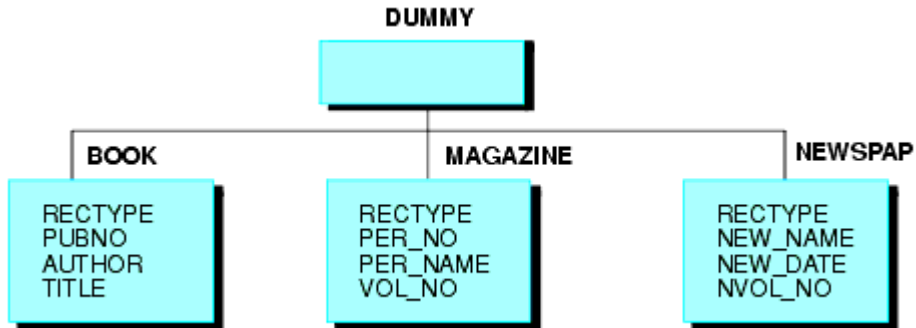 DUMMY
BOOK
MAGAZINE
NEWSPAP
RECTYPE
PUBNO
AUTHOR
TITLE
RECTYPE
PER_NO
PER_NAME
VOL_NO
RECTYPE
NEW_NAME
NEW_DATE
NVOL_NO